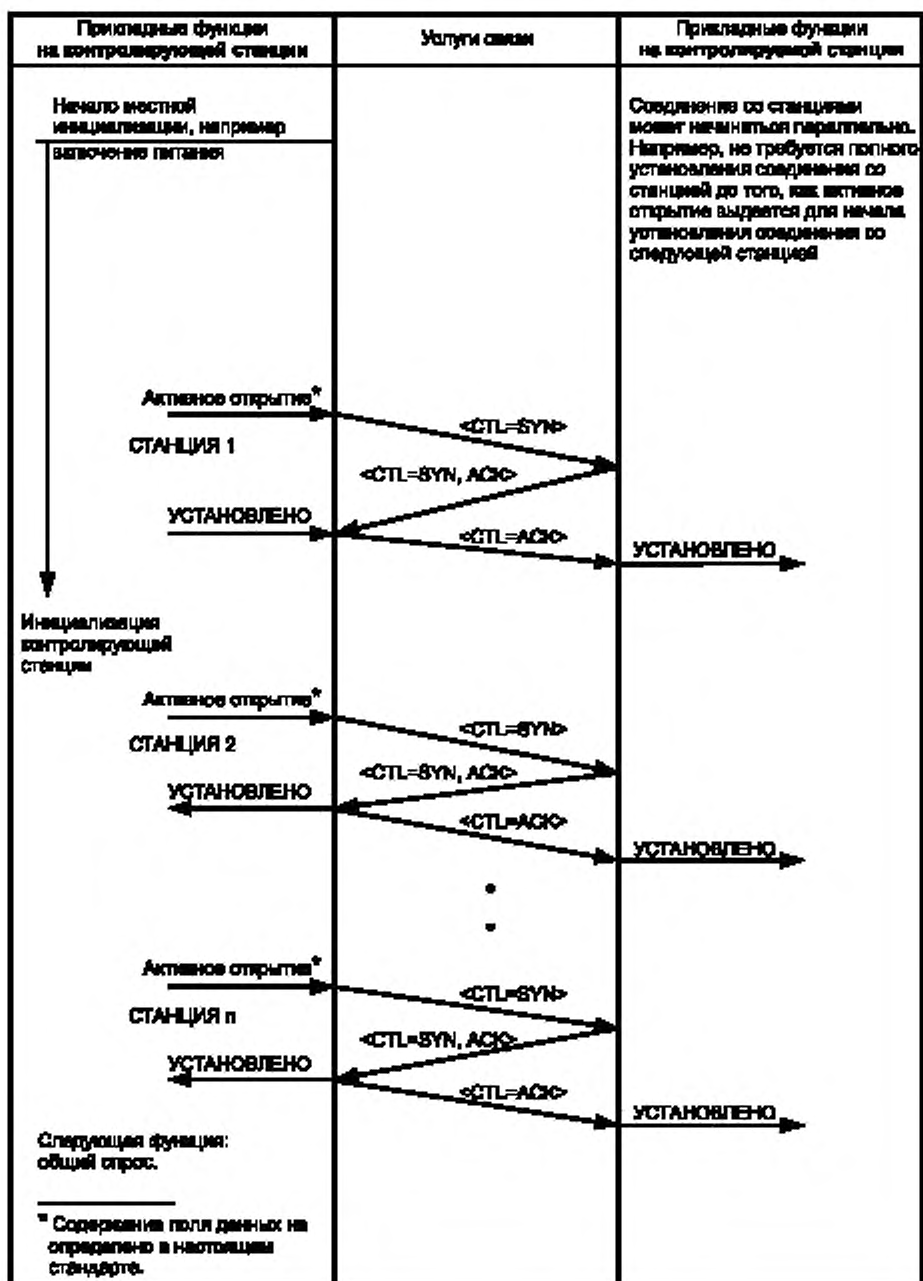 Прикладные функции
на контролирующей станции
Услуги связи
Прикладные функции
на контролируемой станции
Начало местной
инициализации, например
включение питания
Соединение со станциями
может начинаться параллельно.
Например, не требуется полного
установления соединения со
станцией до того, как активное
открытие выдается для начала
установления соединения со
следующей станцией
Активное открытие*
<CTL=SYN>
СТАНЦИЯ 1
<CTL=SYN, ACK>
УСТАНОВЛЕНО
<CTL=ACK>
УСТАНОВЛЕНО
Инициализация
контролирующей
станции
Активное открытие*
<CTL=SYN>
СТАНЦИЯ 2
<CTL=SYN, ACK>
УСТАНОВЛЕНО
<CTL=ACK>
УСТАНОВЛЕНО
Активное открытие*
<CTL=SYN>
СТАНЦИЯ n
<CTL=SYN, ACK>
УСТАНОВЛЕНО
<CTL=ACK>
УСТАНОВЛЕНО
Следующая функция:
общий опрос.
* Содержание поля данных не
определено в настоящем
стандарте.